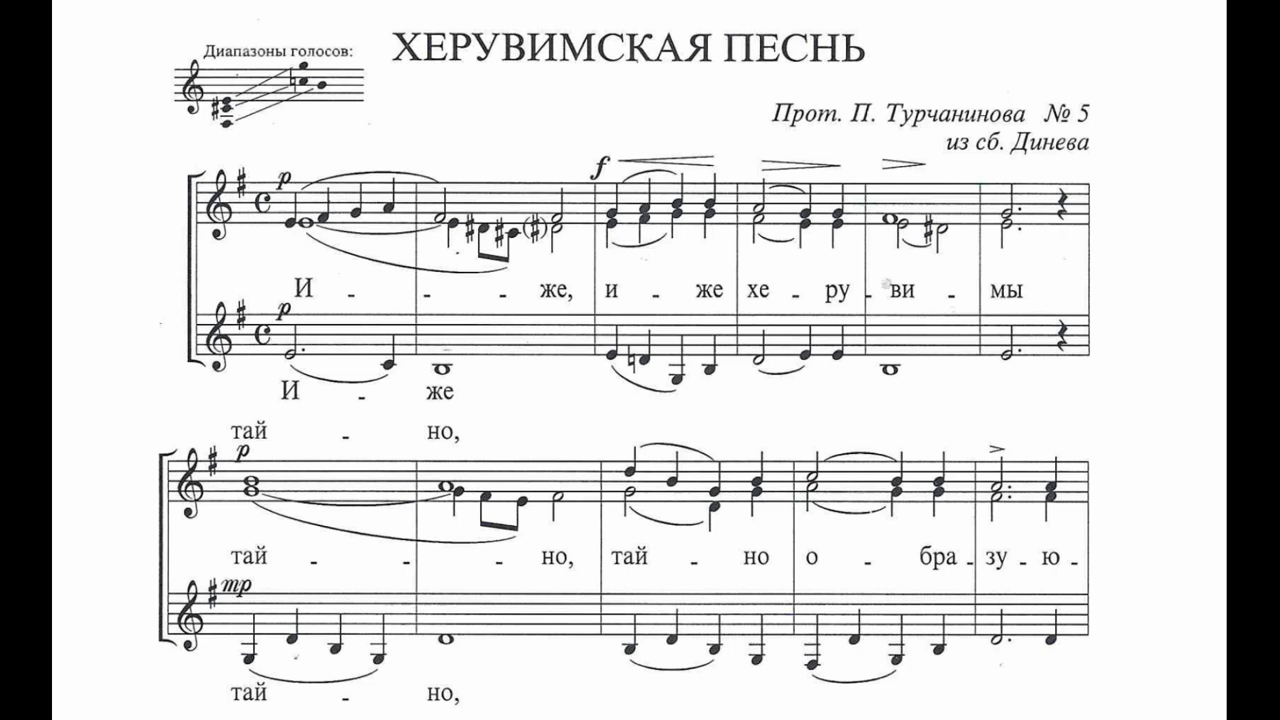 Диапазоны голосов:
ХЕРУВИМСКАЯ ПЕСНЬ
Прот. П. Турчанинова № 5
из сб. Динева
p f
И - - - же, и - же хе - ру - ви - мы
p
И - же
тай - но,
p
тай - - - но, тай - но о - бра - зу - ю -
mp
тай - но,